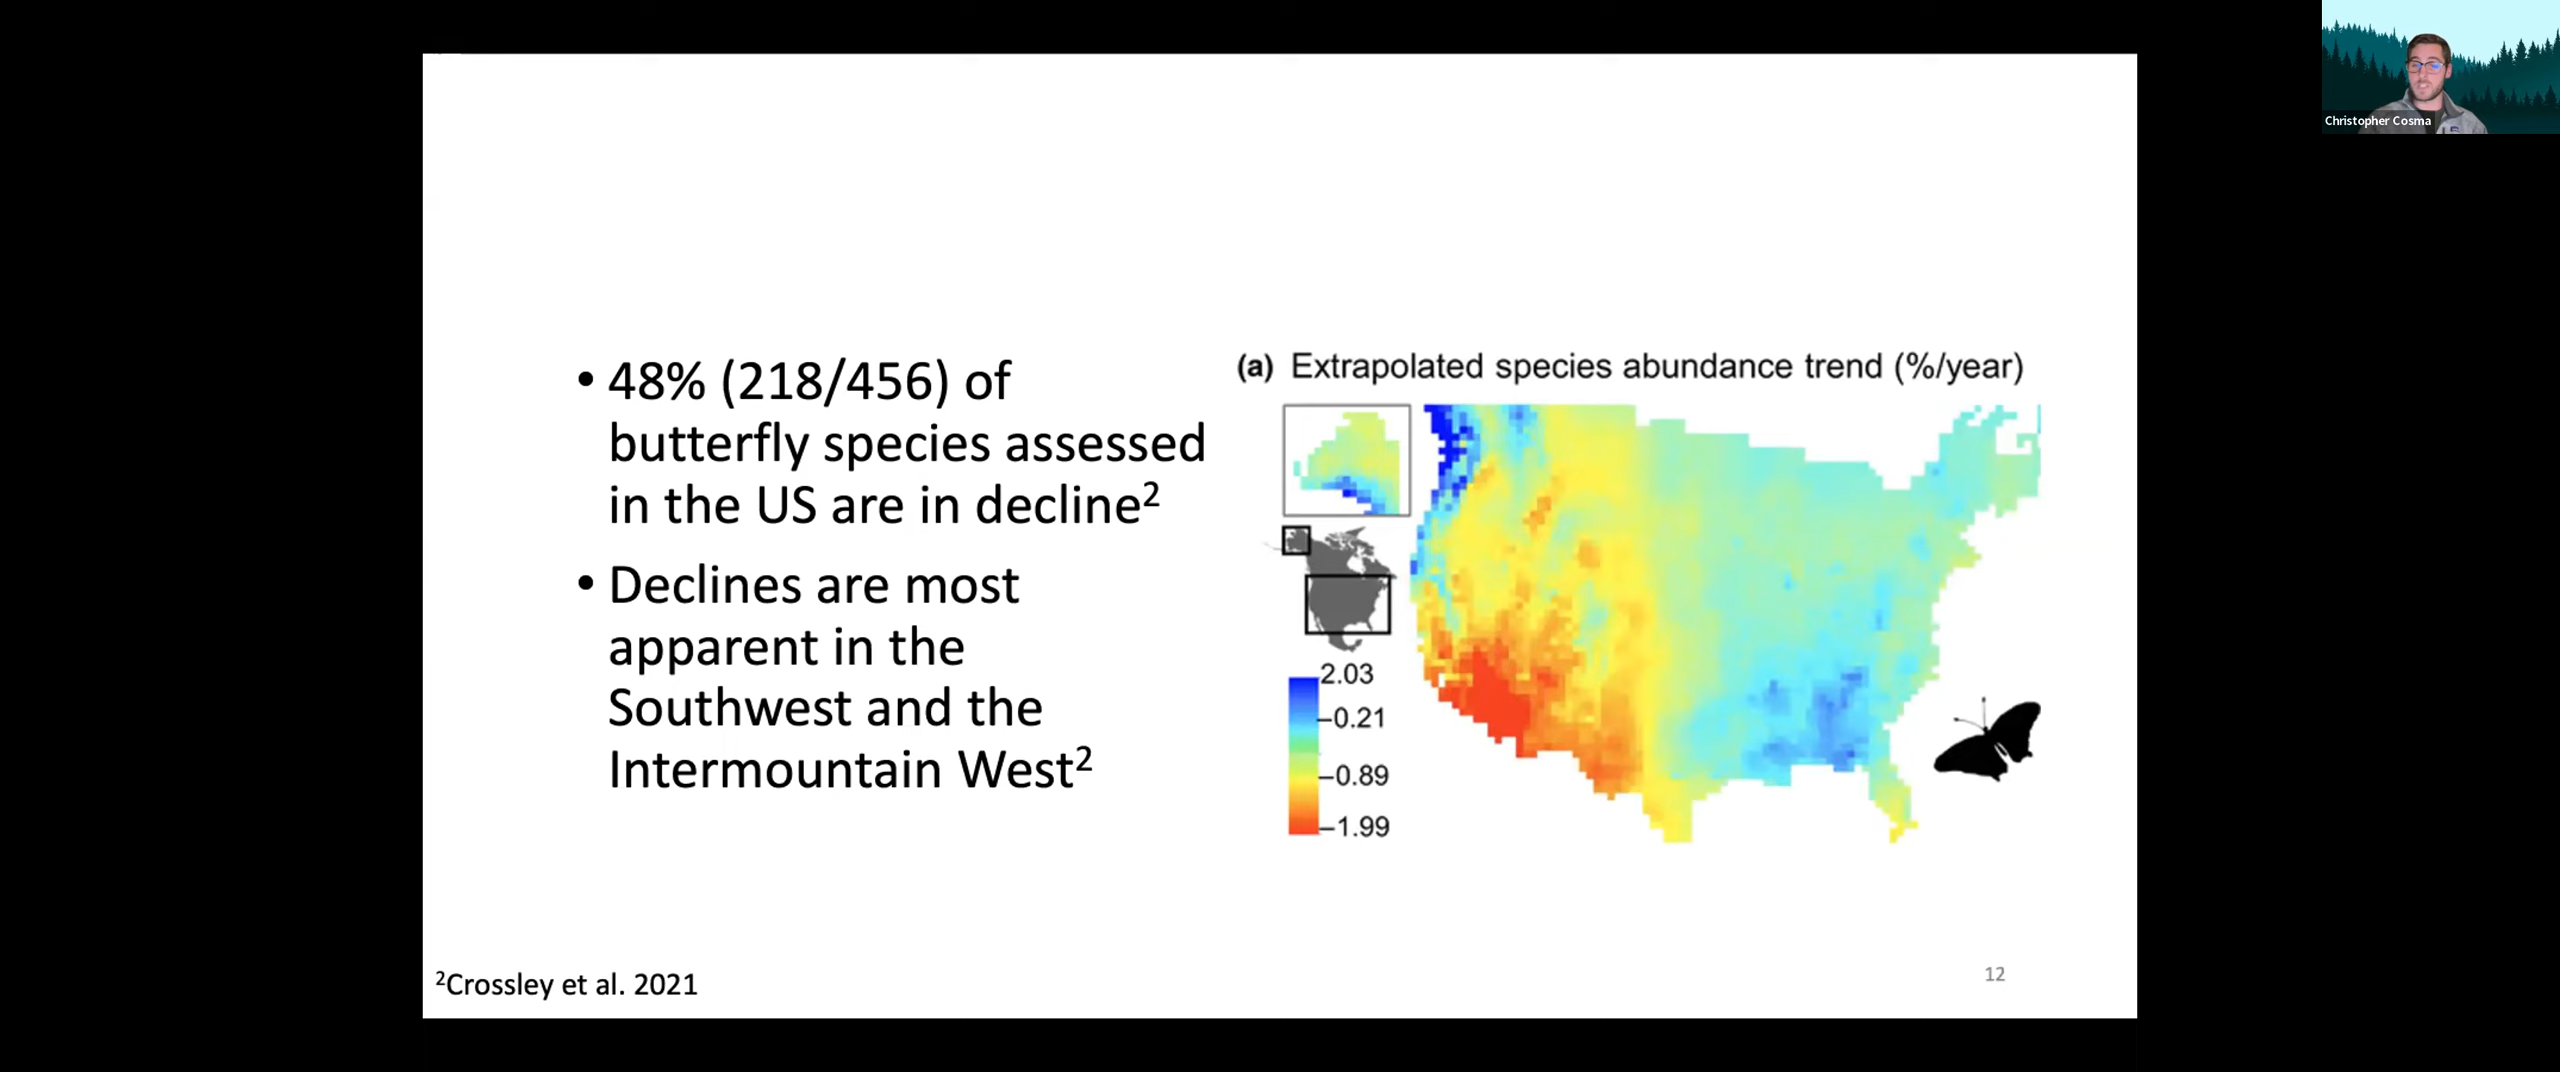 • 48% (218/456) of
butterfly species assessed
in the US are in decline²
• Declines are most
apparent in the
Southwest and the
Intermountain West²
(a) Extrapolated species abundance trend (%/year)
2.03
–0.21
–0.89
–1.99
²Crossley et al. 2021
12
Christopher Cosma